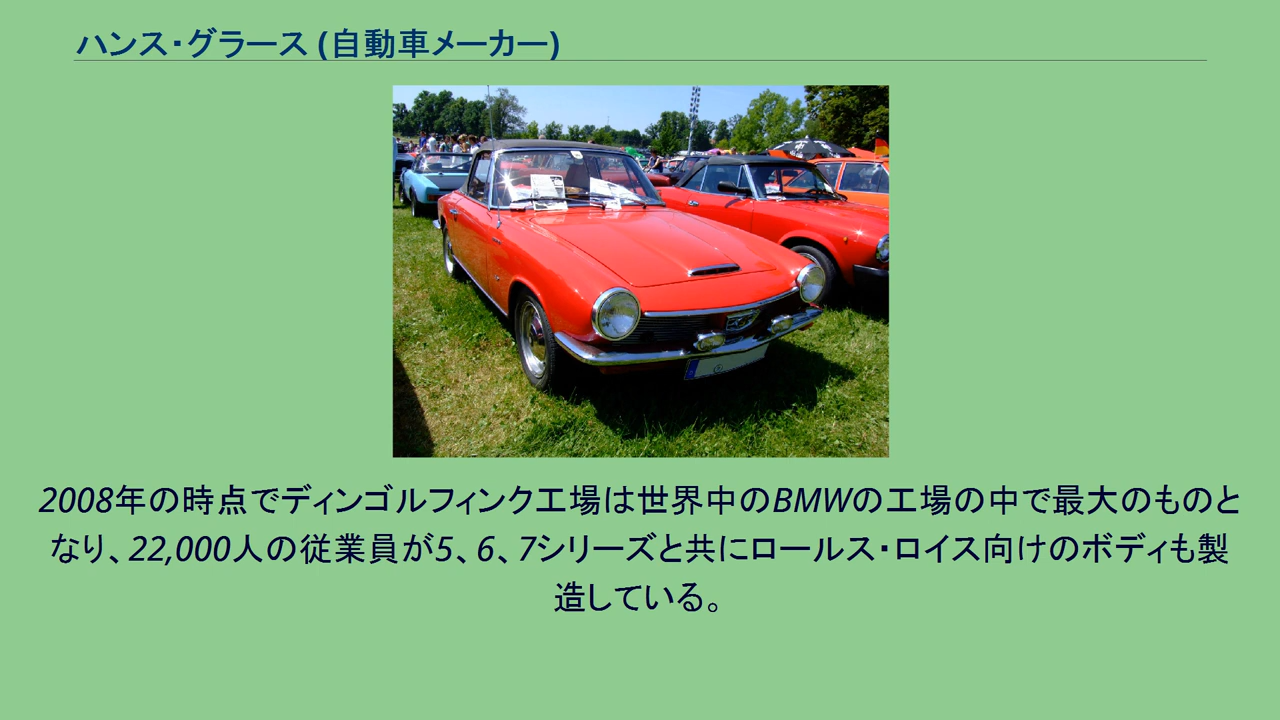 ハンス・グラース (自動車メーカー)
2008年の時点でディンゴルフィンク工場は世界中のBMWの工場の中で最大のものと
なり、22,000人の従業員が5、6、7シリーズと共にロールス・ロイス向けのボディも製
造している。